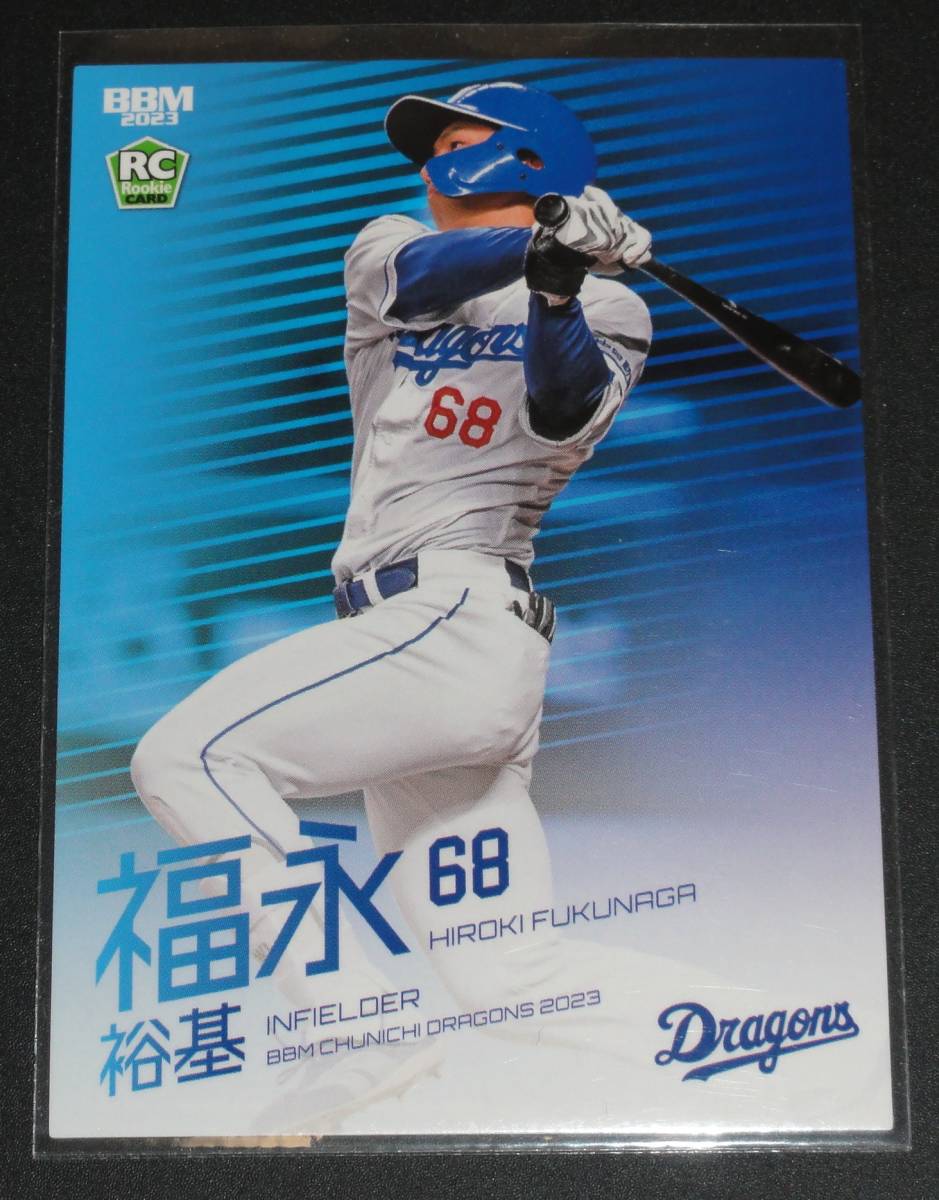 BBM
2023
RC
Rookie
CARD
Dragons
68
福永
68
HIROKI FUKUNAGA
裕基
INFIELDER
BBM CHUNICHI DRAGONS 2023
Dragons